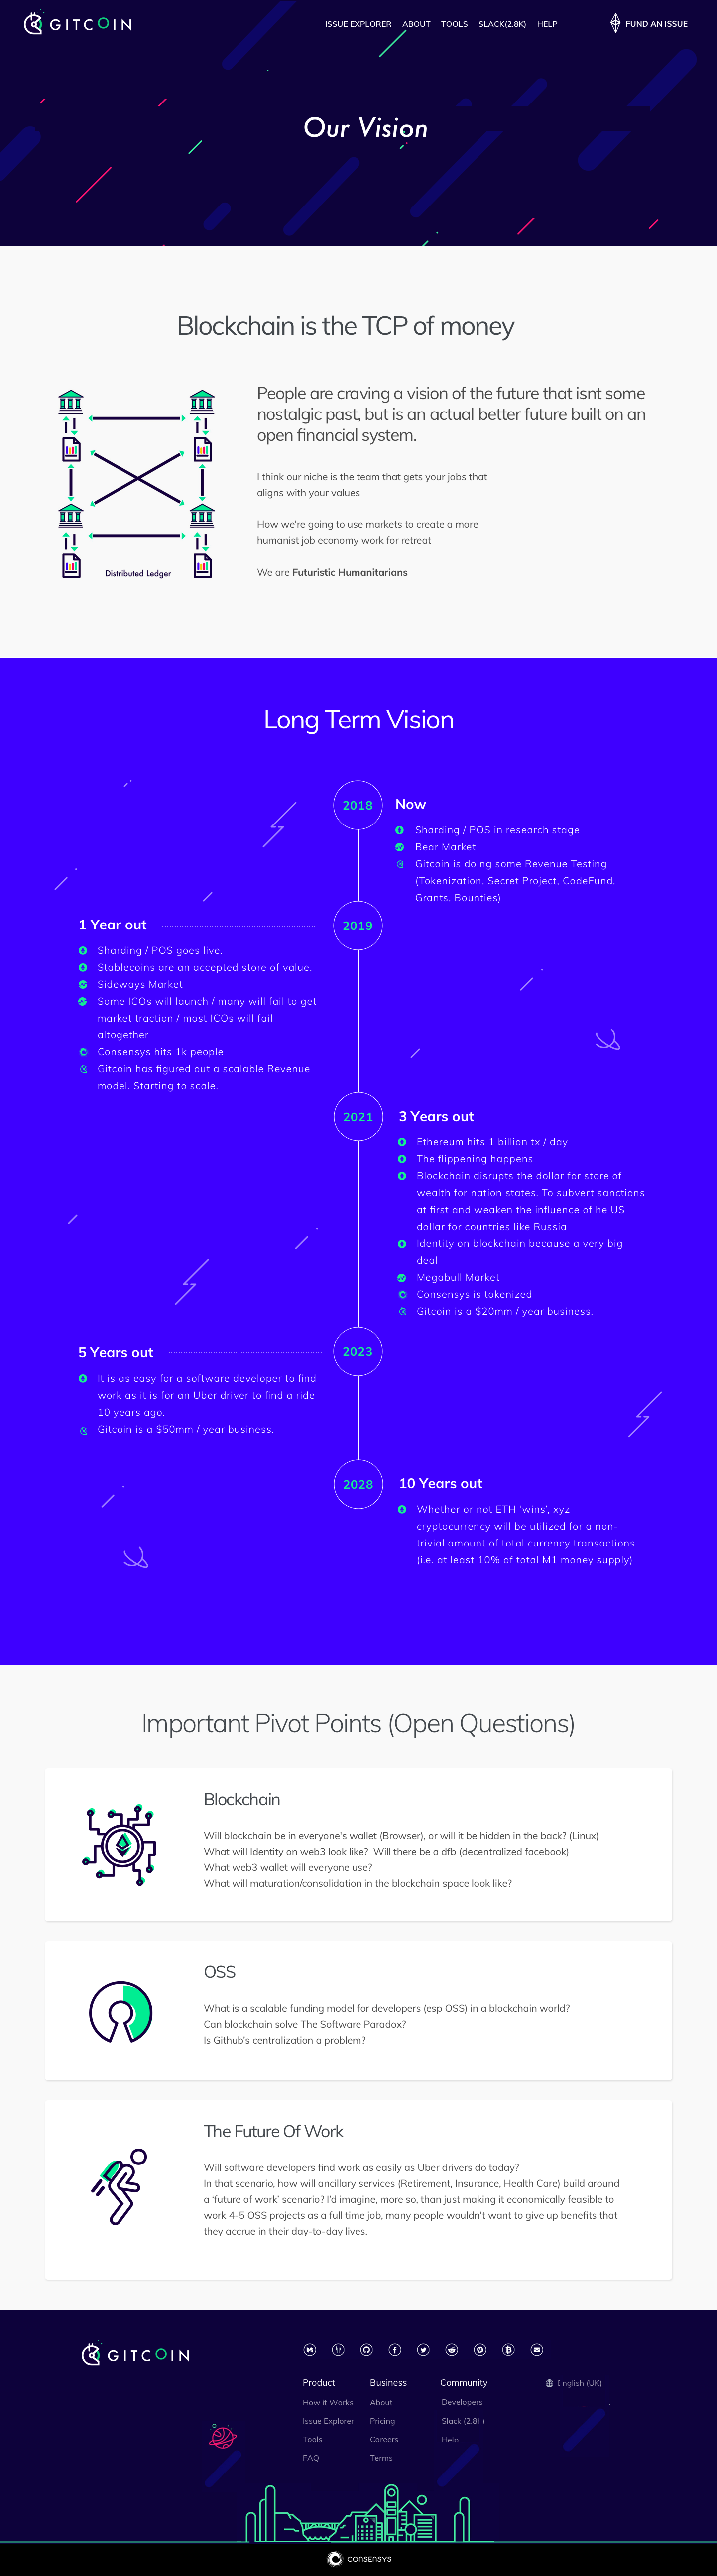 GITCOIN
ISSUE EXPLORER ABOUT TOOLS SLACK(2.8K) HELP
FUND AN ISSUE
Our Vision
Blockchain is the TCP of money
People are craving a vision of the future that isnt some
nostalgic past, but is an actual better future built on an
open financial system.
I think our niche is the team that gets your jobs that
aligns with your values
How we're going to use markets to create a more
humanist job economy work for retreat
We are Futuristic Humanitarians
Distributed Ledger
Long Term Vision
2018
Now
Sharding / POS in research stage
Bear Market
Gitcoin is doing some Revenue Testing
(Tokenization, Secret Project, CodeFund,
Grants, Bounties)
1 Year out
2019
Sharding / POS goes live.
Stablecoins are an accepted store of value.
Sideways Market
Some ICOs will launch / many will fail to get
market traction / most ICOs will fail
altogether
Consensys hits 1k people
Gitcoin has figured out a scalable Revenue
model. Starting to scale.
2021
3 Years out
Ethereum hits 1 billion tx / day
The flippening happens
Blockchain disrupts the dollar for store of
wealth for nation states. To subvert sanctions
at first and weaken the influence of he US
dollar for countries like Russia
Identity on blockchain because a very big
deal
Megabull Market
Consensys is tokenized
Gitcoin is a $20mm / year business.
5 Years out
2023
It is as easy for a software developer to find
work as it is for an Uber driver to find a ride
10 years ago.
Gitcoin is a $50mm / year business.
2028
10 Years out
Whether or not ETH ‘wins’, xyz
cryptocurrency will be utilized for a non-
trivial amount of total currency transactions.
(i.e. at least 10% of total M1 money supply)
Important Pivot Points (Open Questions)
Blockchain
Will blockchain be in everyone's wallet (Browser), or will it be hidden in the back? (Linux)
What will Identity on web3 look like? Will there be a dfb (decentralized facebook)
What web3 wallet will everyone use?
What will maturation/consolidation in the blockchain space look like?
OSS
What is a scalable funding model for developers (esp OSS) in a blockchain world?
Can blockchain solve The Software Paradox?
Is Github’s centralization a problem?
The Future Of Work
Will software developers find work as easily as Uber drivers do today?
In that scenario, how will ancillary services (Retirement, Insurance, Health Care) build around
a ‘future of work’ scenario? I’d imagine, more so, than just making it economically feasible to
work 4-5 OSS projects as a full time job, many people wouldn’t want to give up benefits that
they accrue in their day-to-day lives.
GITCOIN
Product Business Community
English (UK)
How it Works About Developers
Issue Explorer Pricing Slack (2.8
Tools Careers Help
FAQ Terms
CONSENSYS